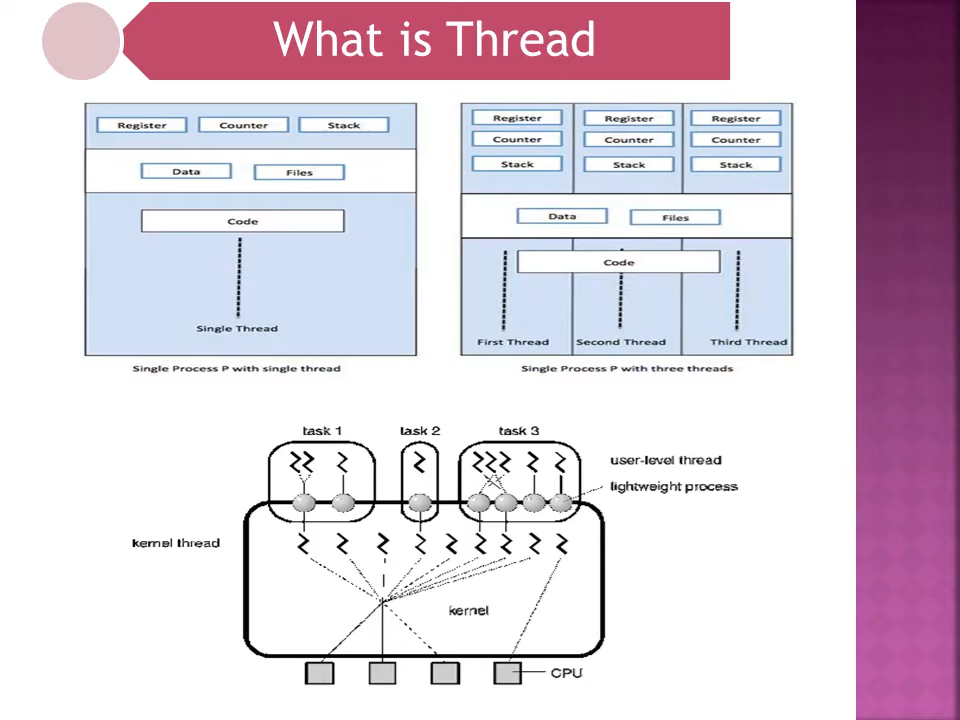 What is Thread
Register Counter Stack
Data Files
Code
Single Thread
Single Process P with single thread
Register Register Register
Counter Counter Counter
Stack Stack Stack
Data Files
Code
First Thread Second Thread Third Thread
Single Process P with three threads
task 1 task 2 task 3
user-level thread
lightweight process
kernel thread
kernel
CPU